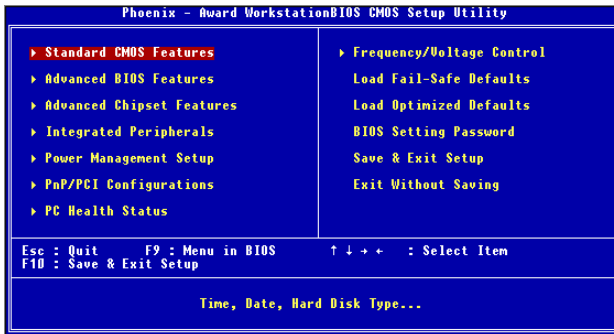 Phoenix - Award WorkstationBIOS CMOS Setup Utility
▸ Standard CMOS Features
▸ Advanced BIOS Features
▸ Advanced Chipset Features
▸ Integrated Peripherals
▸ Power Management Setup
▸ PnP/PCI Configurations
▸ PC Health Status
▸ Frequency/Voltage Control
Load Fail-Safe Defaults
Load Optimized Defaults
BIOS Setting Password
Save & Exit Setup
Exit Without Saving
Esc : Quit F9 : Menu in BIOS ↑ ↓ → ← : Select Item
F10 : Save & Exit Setup
Time, Date, Hard Disk Type...